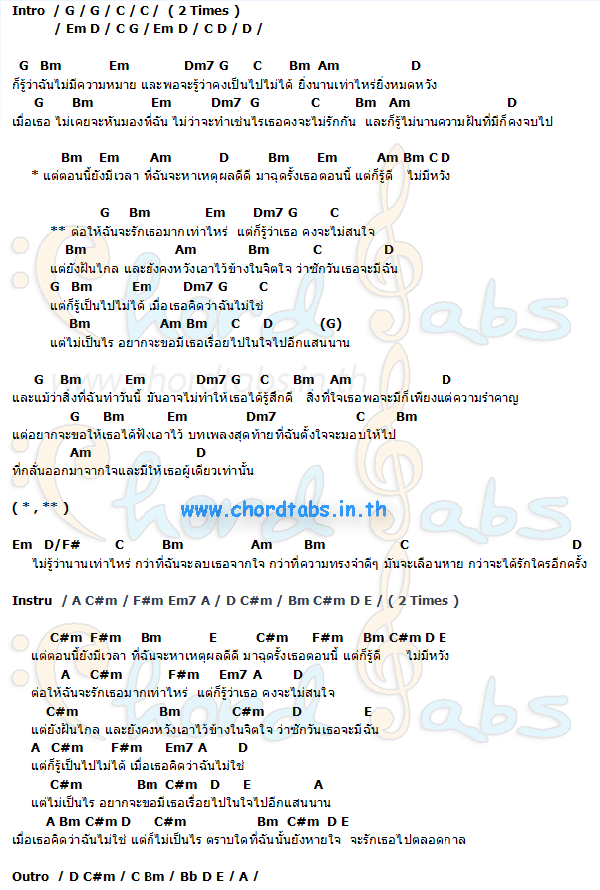 Intro / G / G / C / C / ( 2 Times )
/ Em D / C G / Em D / C D / D /
G Bm Em Dm7 G C Bm Am D
ก็รู้ว่าฉันไม่มีความหมาย และพอจะรู้ว่าคงเป็นไปไม่ได้ ยิ่งนานเท่าไหร่ยิ่งหมดหวัง
G Bm Em Dm7 G C Bm Am D
เมื่อเธอ ไม่เคยจะหันมองที่ฉัน ไม่ว่าจะทำเช่นไรเธอคงจะไม่รักกัน และก็รู้ไม่นานความฝันที่มีก็คงจบไป
Bm Em Am D Bm Em Am Bm C D
* แต่ตอนนี้ยังมีเวลา ที่ฉันจะหาเหตุผลดีดี มาฉุดรั้งเธอตอนนี้ แต่ก็รู้ดี ไม่มีหวัง
G Bm Em Dm7 G C
** ต่อให้ฉันจะรักเธอมากเท่าไหร่ แต่ก็รู้ว่าเธอ คงจะไม่สนใจ
Bm Am Bm C D
แต่ยังฝันไกล และยังคงหวังเอาไว้ข้างในจิตใจ ว่าซักวันเธอจะมีฉัน
G Bm Em Dm7 G C
แต่ก็รู้เป็นไปไม่ได้ เมื่อเธอคิดว่าฉันไม่ใช่
Bm Am Bm C D (G)
แต่ไม่เป็นไร อยากจะขอมีเธอเรื่อยไปในใจไปอีกแสนนาน
G Bm Em Dm7 G C Bm Am D
www.chordtabs.in.th
และแม้ว่าสิ่งที่ฉันทำวันนี้ มันอาจไม่ทำให้เธอได้รู้สึกดี สิ่งที่ใจเธอพอจะมีก็เพียงแต่ความรำคาญ
G Bm Em Dm7 C Bm
แต่อยากจะขอให้เธอได้ฟังเอาไว้ บทเพลงสุดท้ายที่ฉันตั้งใจจะมอบให้ไป
Am D
ที่กลั่นออกมาจากใจและมีให้เธอผู้เดียวเท่านั้น
( * , ** )
www.chordtabs.in.th
Em D/F# C Bm Am Bm C D
ไม่รู้ว่านานเท่าไหร่ กว่าที่ฉันจะลบเธอจากใจ กว่าที่ความทรงจำดีๆ มันจะเลือนหาย กว่าจะได้รักใครอีกครั้ง
Instru / A C#m / F#m Em7 A / D C#m / Bm C#m D E / ( 2 Times )
C#m F#m Bm E C#m F#m Bm C#m D E
แต่ตอนนี้ยังมีเวลา ที่ฉันจะหาเหตุผลดีดี มาฉุดรั้งเธอตอนนี้ แต่ก็รู้ดี ไม่มีหวัง
A C#m F#m Em7 A D
ต่อให้ฉันจะรักเธอมากเท่าไหร่ แต่ก็รู้ว่าเธอ คงจะไม่สนใจ
C#m Bm C#m D E
แต่ยังฝันไกล และยังคงหวังเอาไว้ข้างในจิตใจ ว่าซักวันเธอจะมีฉัน
A C#m F#m Em7 A D
แต่ก็รู้เป็นไปไม่ได้ เมื่อเธอคิดว่าฉันไม่ใช่
C#m Bm C#m D E A
แต่ไม่เป็นไร อยากจะขอมีเธอเรื่อยไปในใจไปอีกแสนนาน
A Bm C#m D C#m Bm C#m D E
เมื่อเธอคิดว่าฉันไม่ใช่ แต่ก็ไม่เป็นไร ตราบใดที่ฉันนั้นยังหายใจ จะรักเธอไปตลอดกาล
Outro / D C#m / C Bm / Bb D E / A /
Chord Tabs
Chord Tabs
Chord Tabs